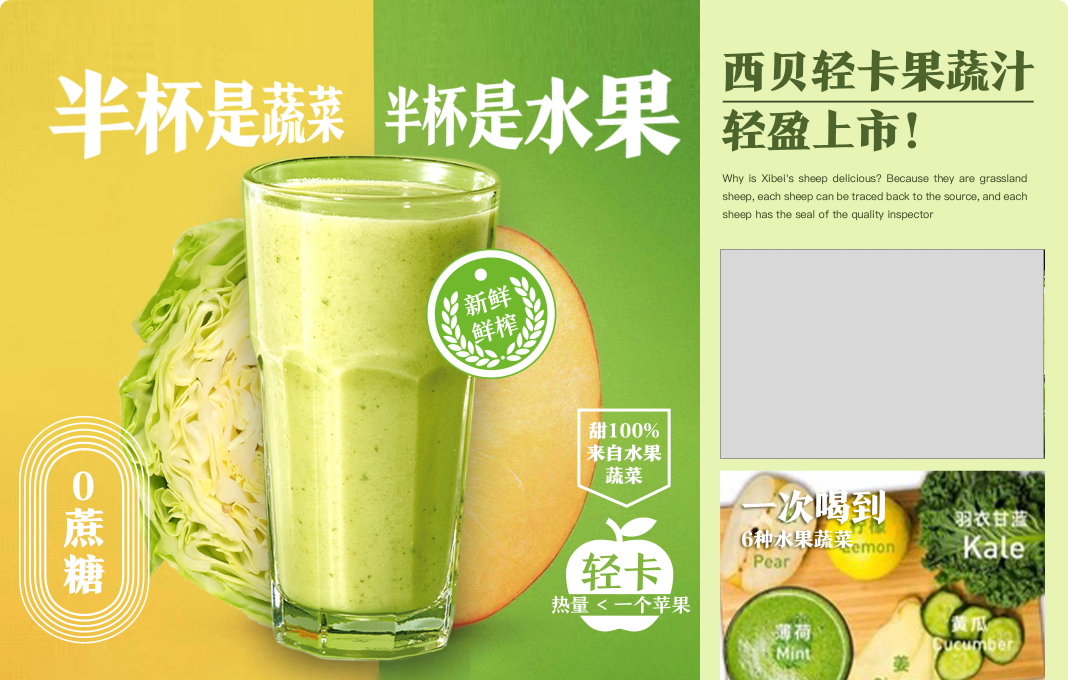 半杯是蔬菜
半杯是水果
新鲜
鲜榨
0
蔗
糖
甜100%
来自水果
蔬菜
轻卡
热量 < 一个苹果
西贝轻卡果蔬汁
轻盈上市！
Why is Xibei's sheep delicious? Because they are grassland
sheep, each sheep can be traced back to the source, and each
sheep has the seal of the quality inspector
一次喝到
6种水果蔬菜
Pear
Lemon
羽衣甘蓝
Kale
薄荷
Mint
黄瓜
Cucumber
姜